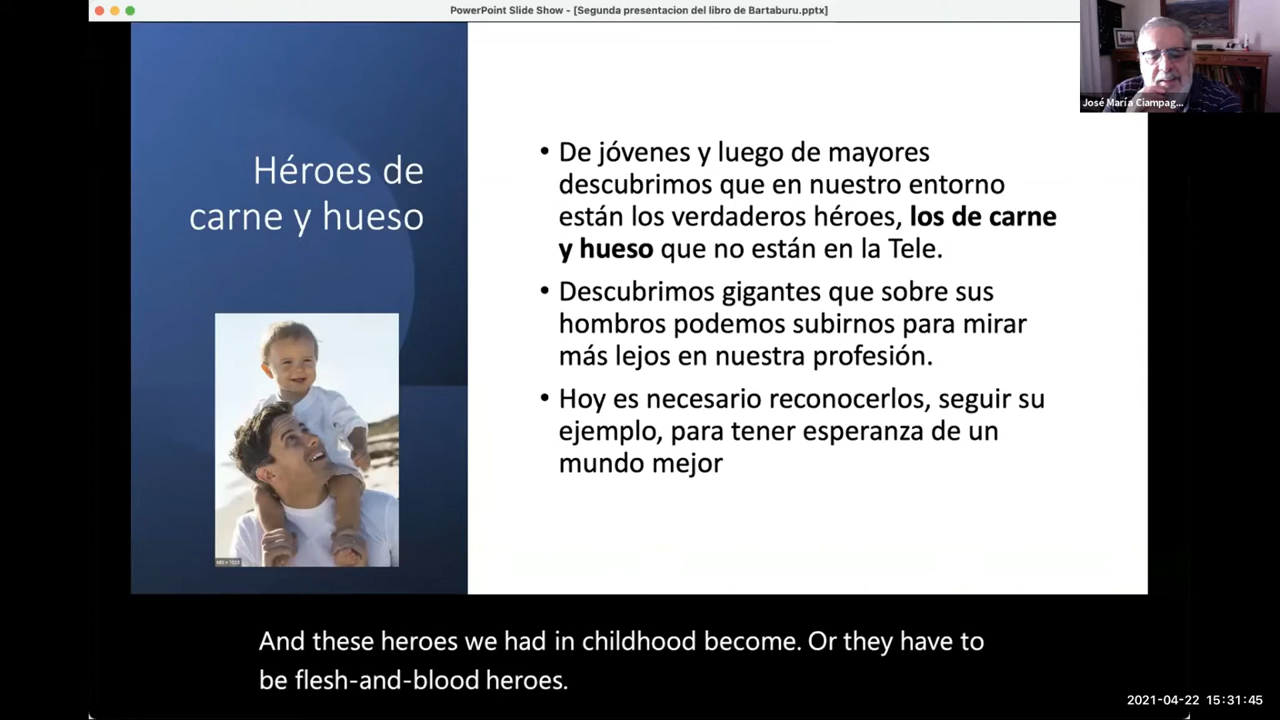 PowerPoint Slide Show - [Segunda presentacion del libro de Bartaburu.pptx]
José María Ciampag...
Héroes de
carne y hueso
• De jóvenes y luego de mayores
descubrimos que en nuestro entorno
están los verdaderos héroes, los de carne
y hueso que no están en la Tele.
• Descubrimos gigantes que sobre sus
hombros podemos subirnos para mirar
más lejos en nuestra profesión.
• Hoy es necesario reconocerlos, seguir su
ejemplo, para tener esperanza de un
mundo mejor
And these heroes we had in childhood become. Or they have to
be flesh-and-blood heroes.
2021-04-22 15:31:45